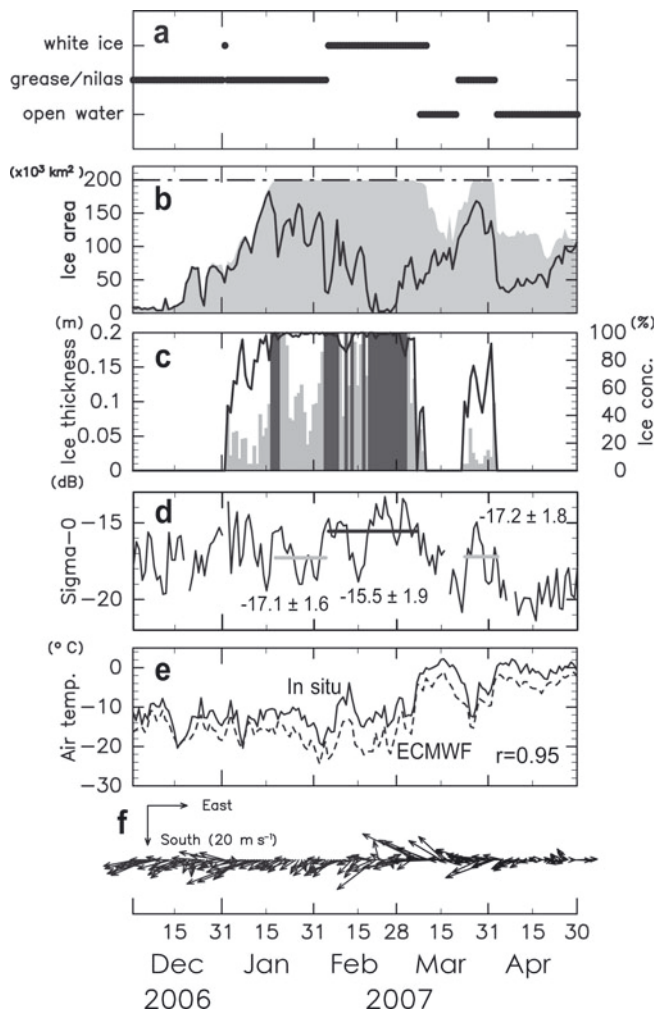 a
white ice
grease/nilas
open water
(x10³ km²)
b
Ice area
200
150
100
50
0
(m)
(%)
c
Ice thickness
0.2
0.15
0.1
0.05
0
100
80
60
40
20
0
Ice conc.
(dB)
d
Sigma-0
−15
−20
-17.1 ± 1.6
-15.5 ± 1.9
-17.2 ± 1.8
(° C)
e
Air temp.
0
−10
−20
−30
In situ
ECMWF
r=0.95
f
East
South (20 m s⁻¹)
15 31 15 31 15 28 15 31 15 30
Dec Jan Feb Mar Apr
2006 2007